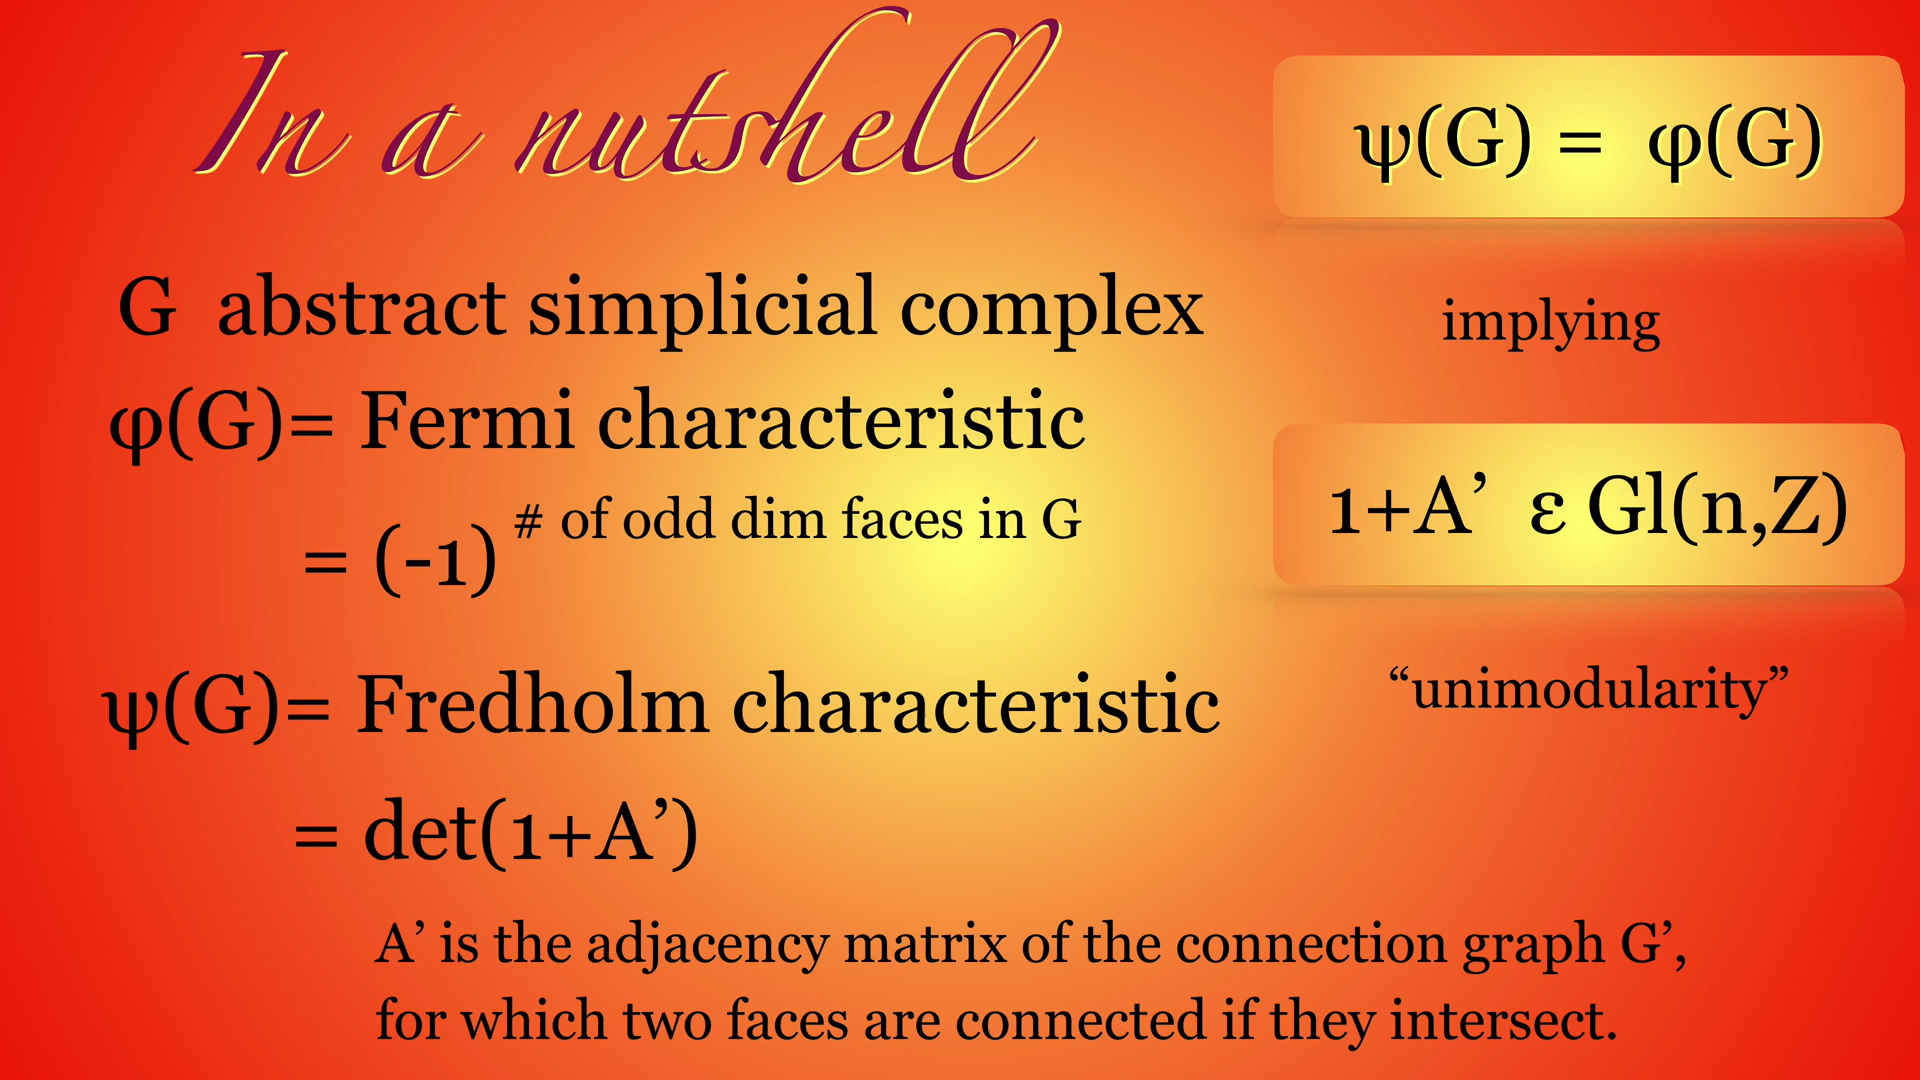 In a nutshell
G abstract simplicial complex
φ(G)= Fermi characteristic
= (-1) # of odd dim faces in G
ψ(G)= Fredholm characteristic
= det(1+A’)
A’ is the adjacency matrix of the connection graph G’,
for which two faces are connected if they intersect.
ψ(G) = φ(G)
implying
1+A’ ε Gl(n,Z)
“unimodularity”